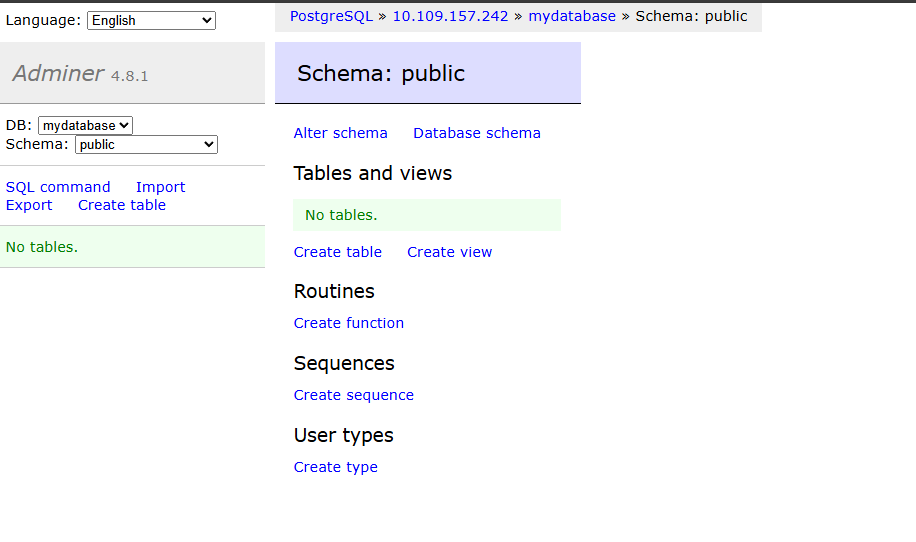 Language: English
PostgreSQL » 10.109.157.242 » mydatabase » Schema: public
Adminer 4.8.1
Schema: public
DB: mydatabase
Schema: public
SQL command Import
Export Create table
No tables.
Alter schema Database schema
Tables and views
No tables.
Create table Create view
Routines
Create function
Sequences
Create sequence
User types
Create type